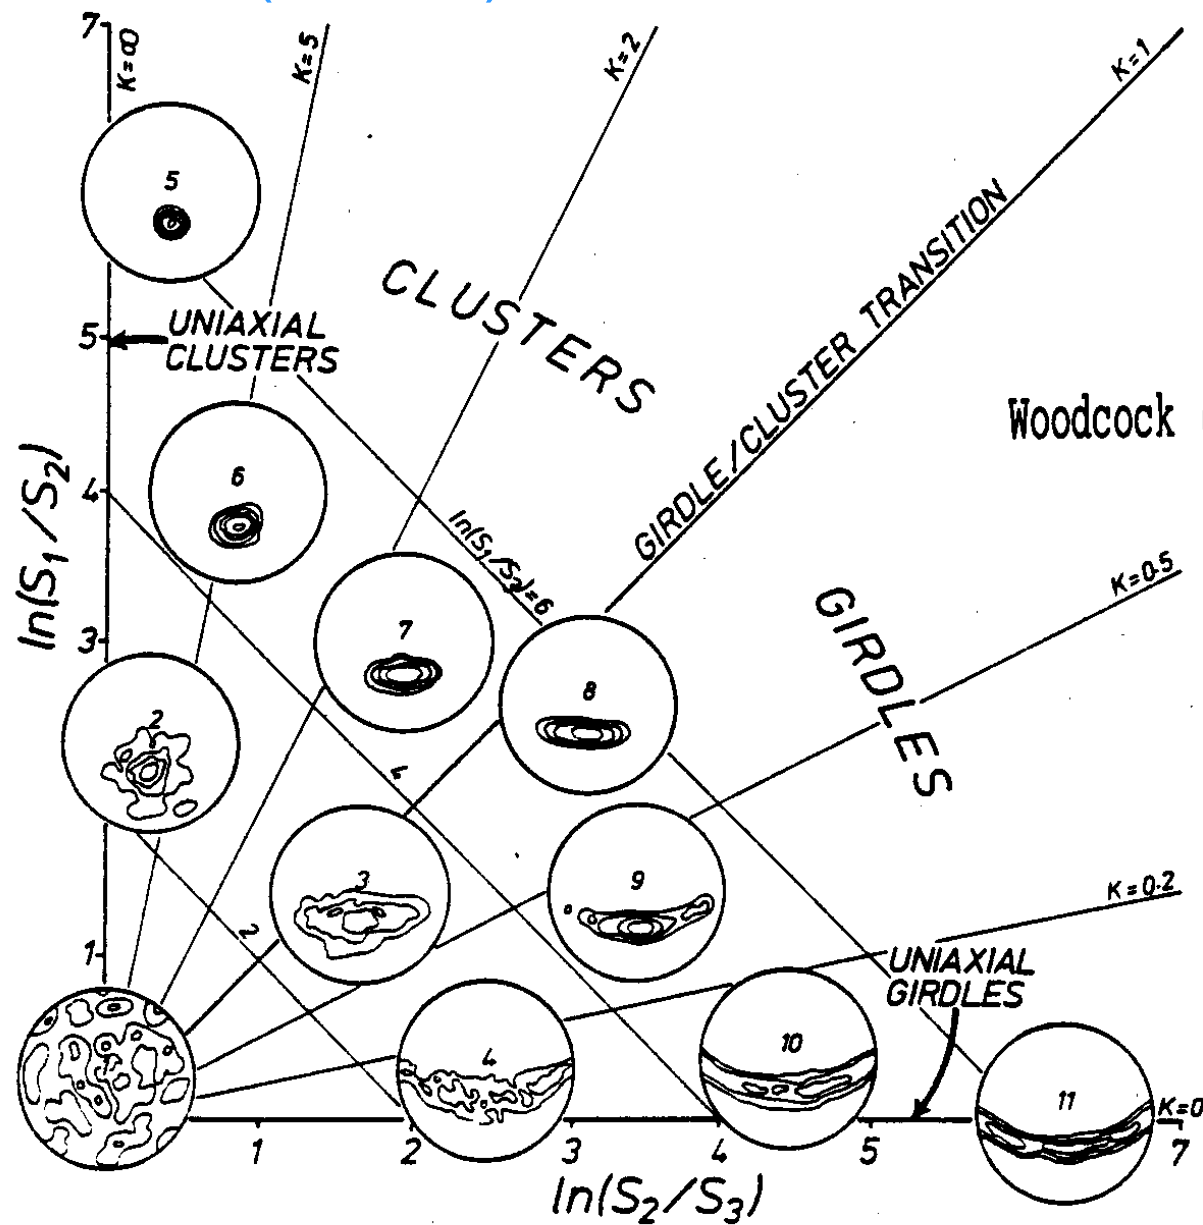 7
K=∞
K=5
K=2
K=1
5
CLUSTERS
GIRDLE/CLUSTER TRANSITION
5
UNIAXIAL
CLUSTERS
Woodcock
6
4
ln(S1/S2)
ln(S1/S3)=6
K=0·5
7
3
GIRDLES
8
2
4
3
9
K=0·2
2
1
UNIAXIAL
GIRDLES
1
4
10
11
K=0
1
2
3
4
5
7
ln(S2/S3)